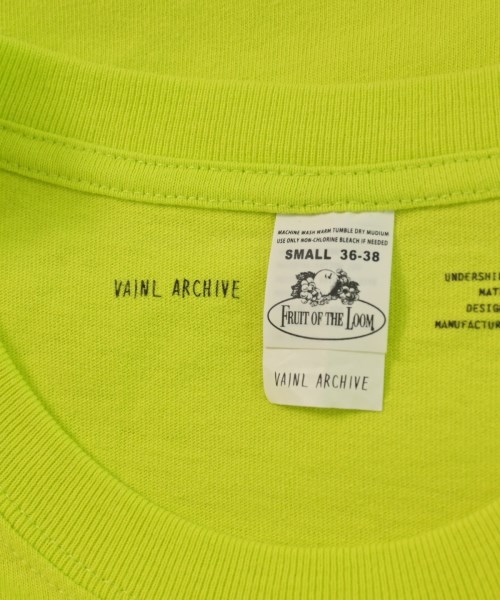 MACHINE WASH WARM TUMBLE DRY MUDIUM
USE ONLY NON-CHLORINE BLEACH IF NEEDED
SMALL 36-38
FRUIT OF THE LOOM
VAINL ARCHIVE
VAINL ARCHIVE
UNDERSHI
MAT
DESIG
MANUFACTUR